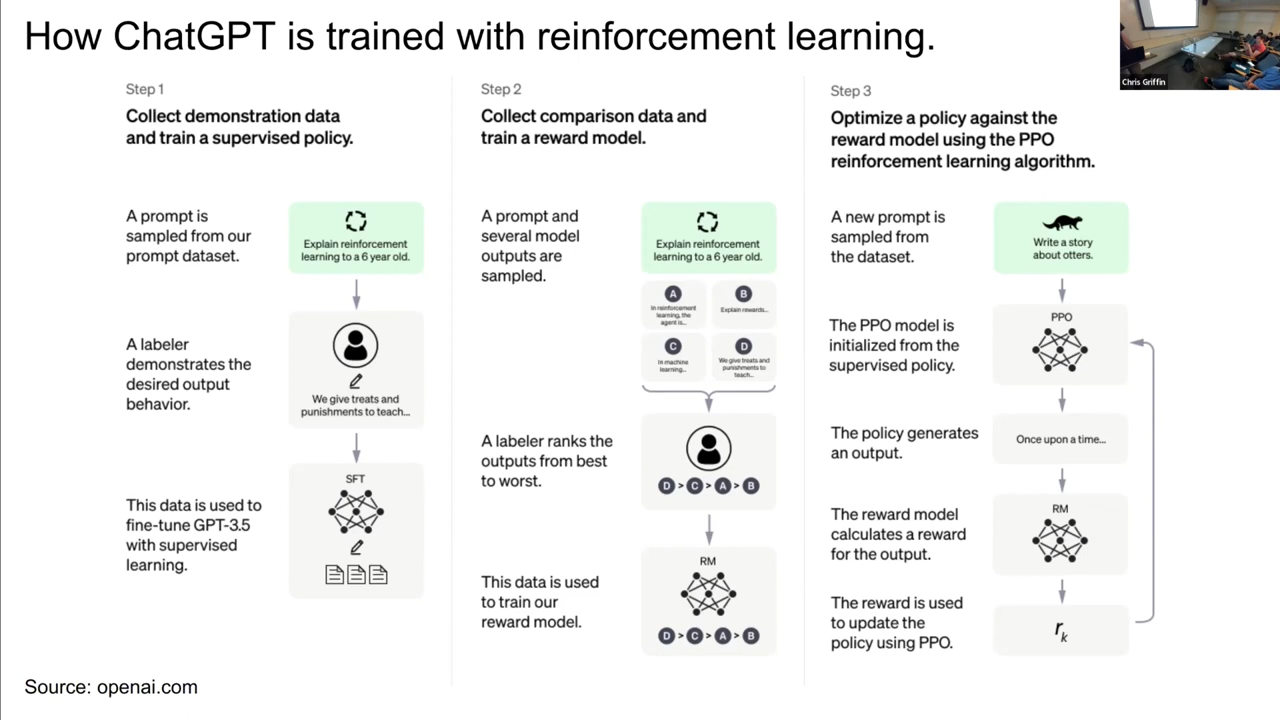 How ChatGPT is trained with reinforcement learning.
Chris Griffin
Step 1
Collect demonstration data
and train a supervised policy.
A prompt is
sampled from our
prompt dataset.
Explain reinforcement
learning to a 6 year old.
A labeler
demonstrates the
desired output
behavior.
We give treats and
punishments to teach...
This data is used to
fine-tune GPT-3.5
with supervised
learning.
SFT
Step 2
Collect comparison data and
train a reward model.
A prompt and
several model
outputs are
sampled.
Explain reinforcement
learning to a 6 year old.
A
In reinforcement
learning, the
agent is...
B
Explain rewards...
C
In machine
learning...
D
We give treats and
punishments to
teach...
A labeler ranks the
outputs from best
to worst.
D > C > A > B
This data is used
to train our
reward model.
RM
D > C > A > B
Step 3
Optimize a policy against the
reward model using the PPO
reinforcement learning algorithm.
A new prompt is
sampled from
the dataset.
Write a story
about otters.
The PPO model is
initialized from the
supervised policy.
PPO
The policy generates
an output.
Once upon a time...
The reward model
calculates a reward
for the output.
RM
The reward is used
to update the
policy using PPO.
rk
Source: openai.com